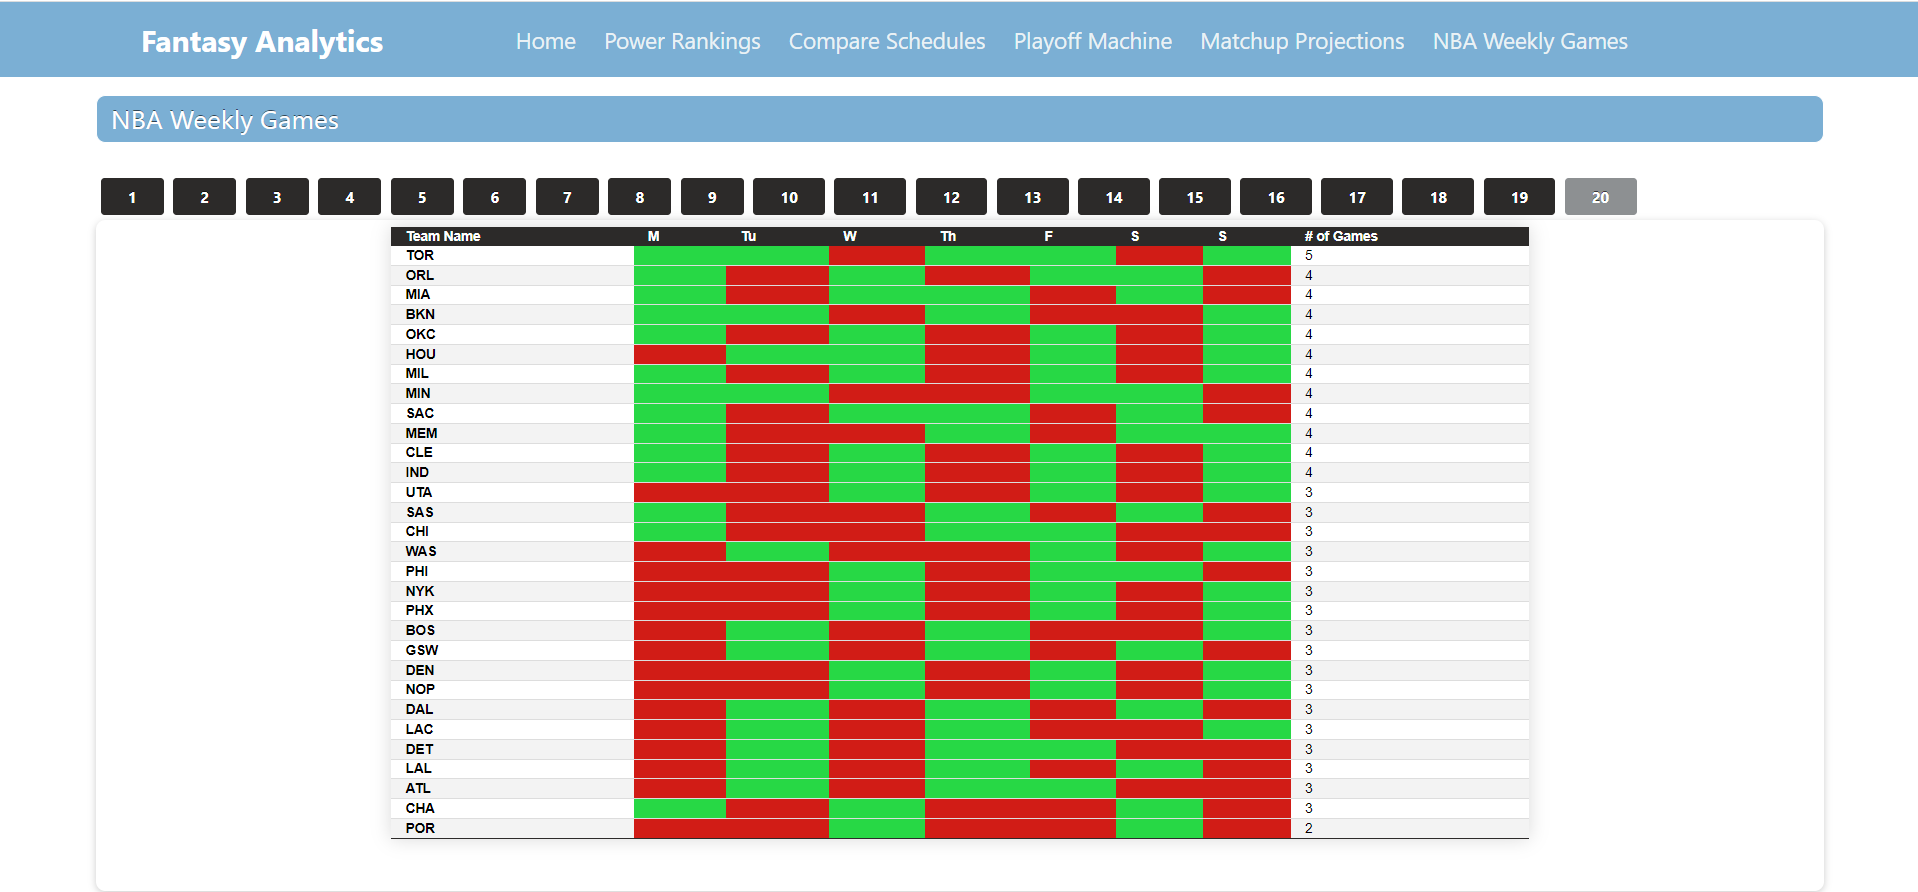 Fantasy Analytics Home Power Rankings Compare Schedules Playoff Machine Matchup Projections NBA Weekly Games
NBA Weekly Games
1 2 3 4 5 6 7 8 9 10 11 12 13 14 15 16 17 18 19 20
Team Name M Tu W Th F S S # of Games
TOR 5
ORL 4
MIA 4
BKN 4
OKC 4
HOU 4
MIL 4
MIN 4
SAC 4
MEM 4
CLE 4
IND 4
UTA 3
SAS 3
CHI 3
WAS 3
PHI 3
NYK 3
PHX 3
BOS 3
GSW 3
DEN 3
NOP 3
DAL 3
LAC 3
DET 3
LAL 3
ATL 3
CHA 3
POR 2